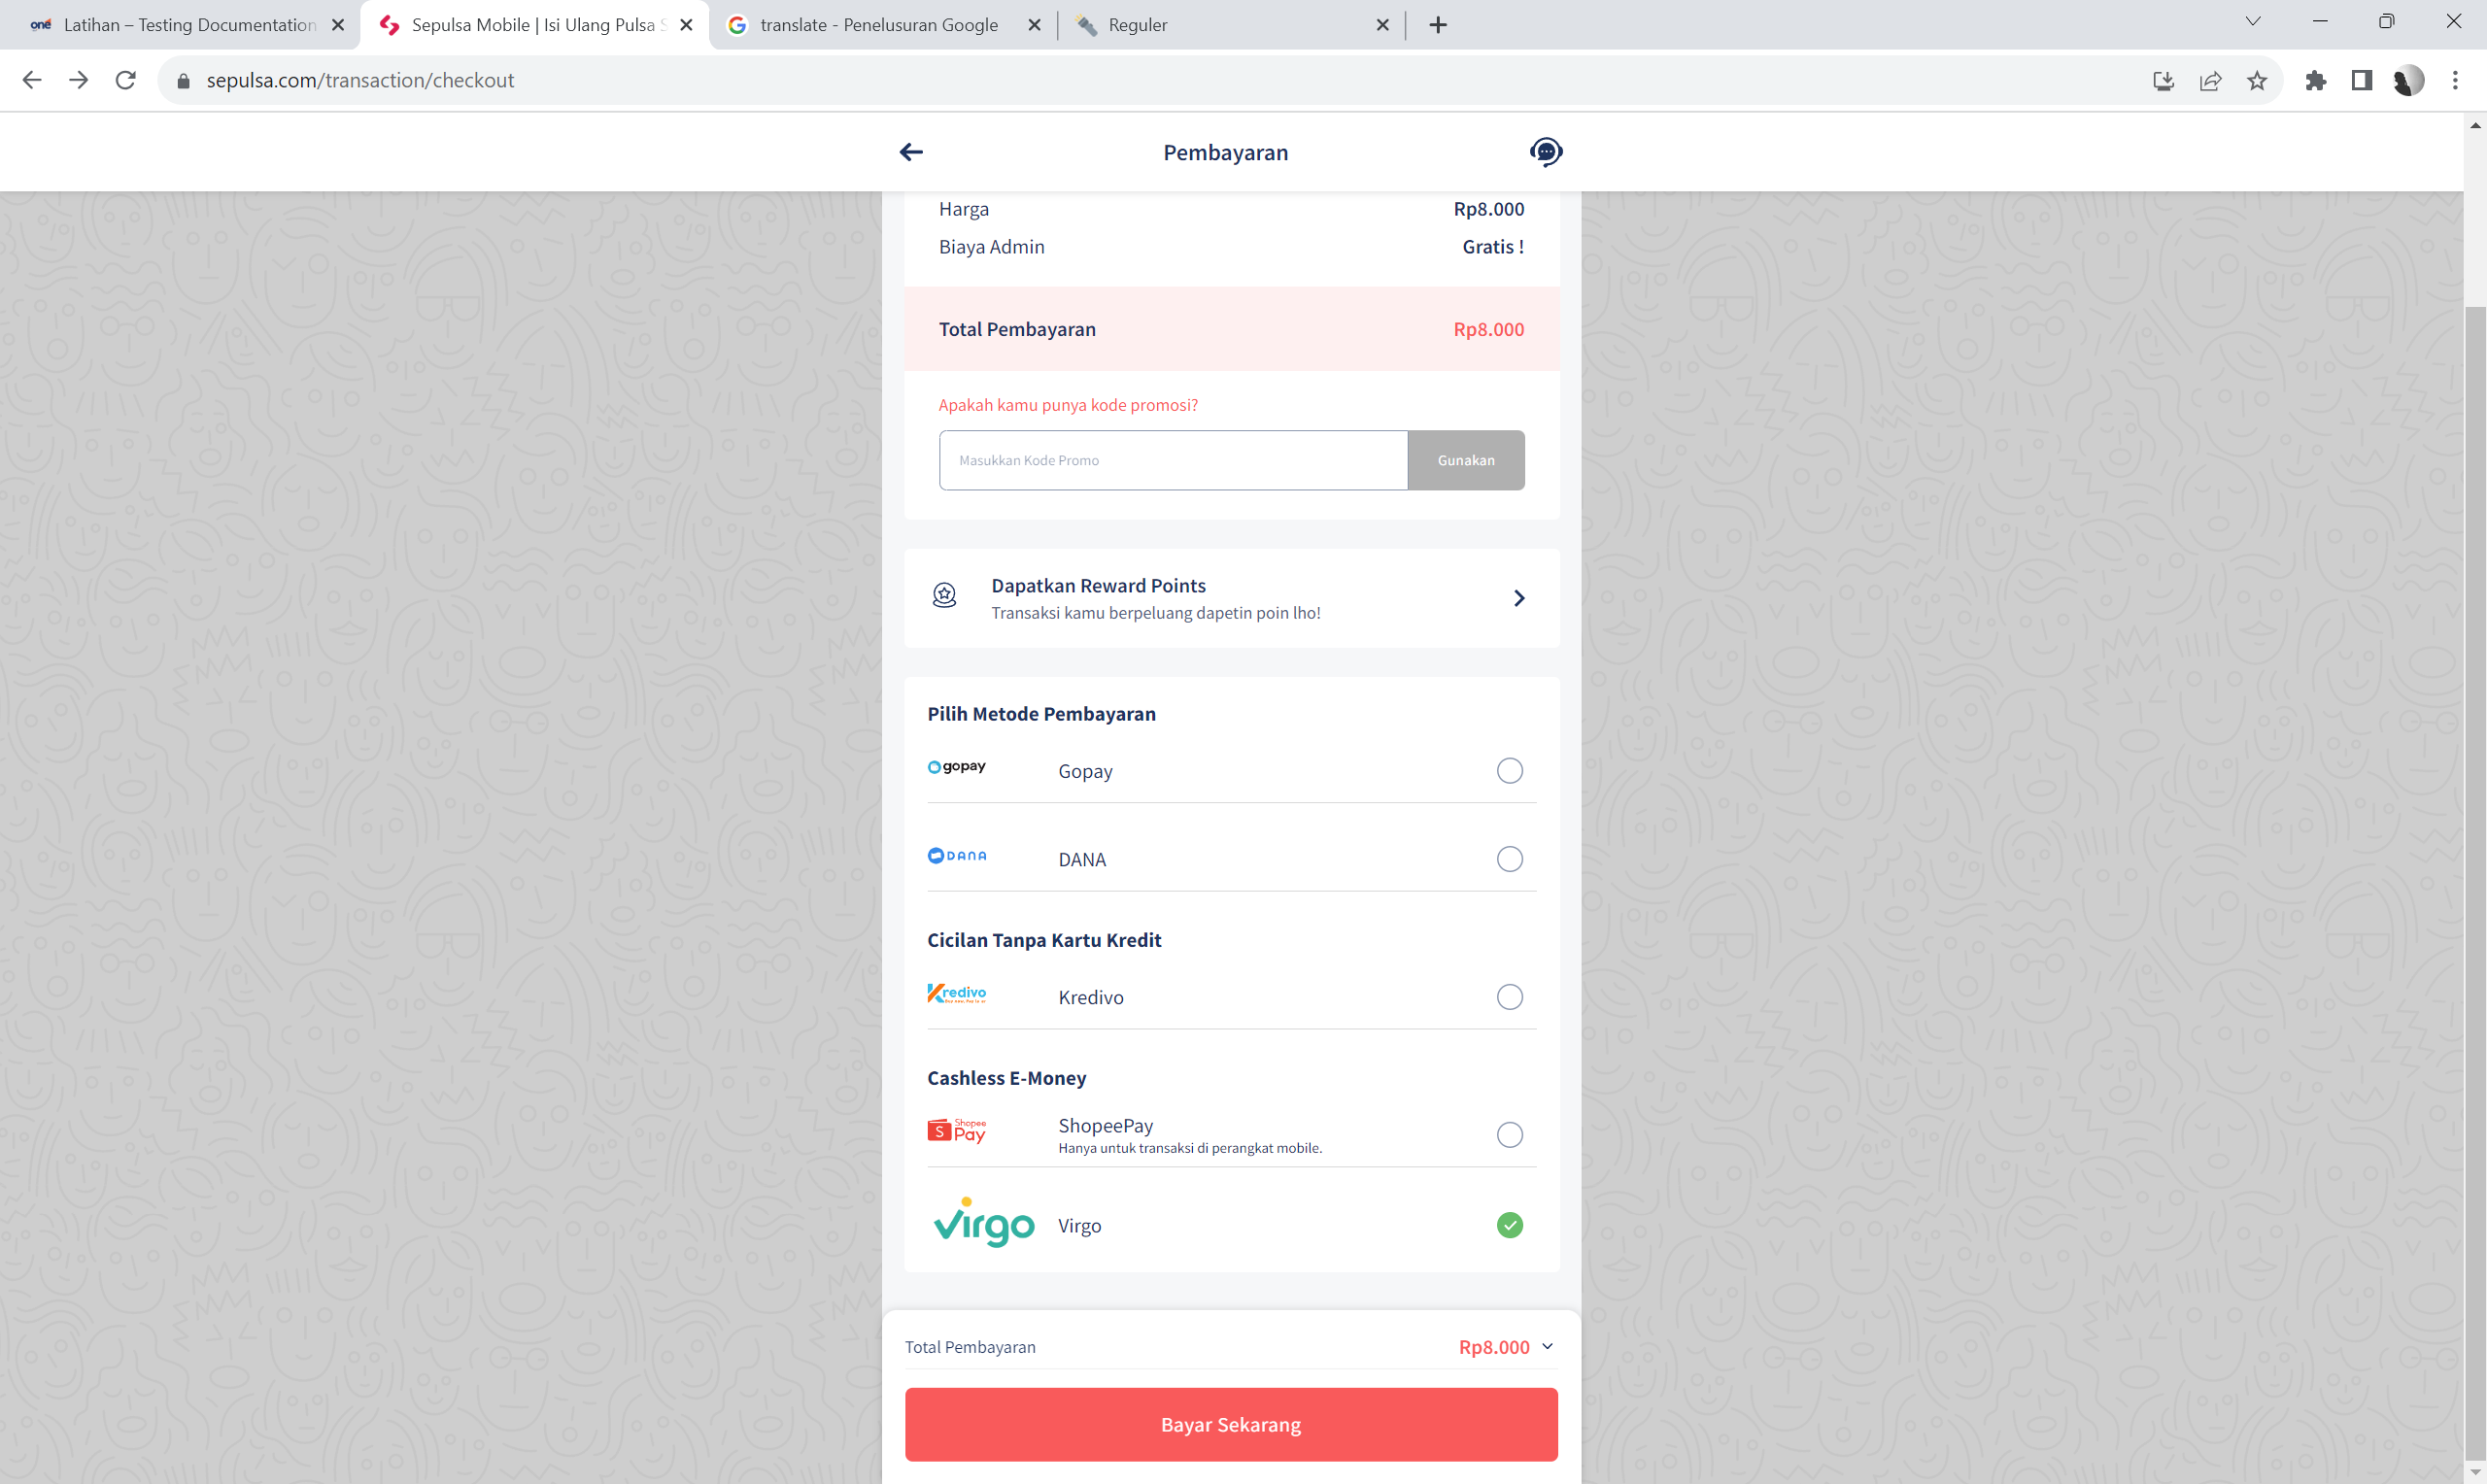 one Latihan – Testing Documentation
Sepulsa Mobile | Isi Ulang Pulsa S
translate - Penelusuran Google
Reguler
sepulsa.com/transaction/checkout
Pembayaran
Harga Rp8.000
Biaya Admin Gratis !
Total Pembayaran Rp8.000
Apakah kamu punya kode promosi?
Masukkan Kode Promo Gunakan
Dapatkan Reward Points
Transaksi kamu berpeluang dapetin poin lho!
Pilih Metode Pembayaran
gopay Gopay
DANA DANA
Cicilan Tanpa Kartu Kredit
Kredivo Kredivo
Cashless E-Money
Shopee Pay ShopeePay
Hanya untuk transaksi di perangkat mobile.
virgo Virgo
Total Pembayaran Rp8.000
Bayar Sekarang